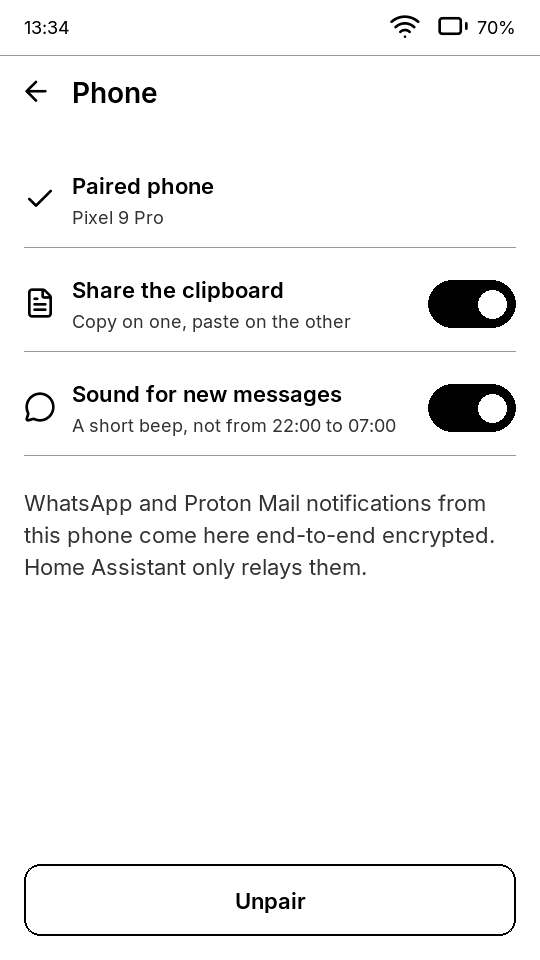 13:34
70%
Phone
Paired phone
Pixel 9 Pro
Share the clipboard
Copy on one, paste on the other
Sound for new messages
A short beep, not from 22:00 to 07:00
WhatsApp and Proton Mail notifications from
this phone come here end-to-end encrypted.
Home Assistant only relays them.
Unpair